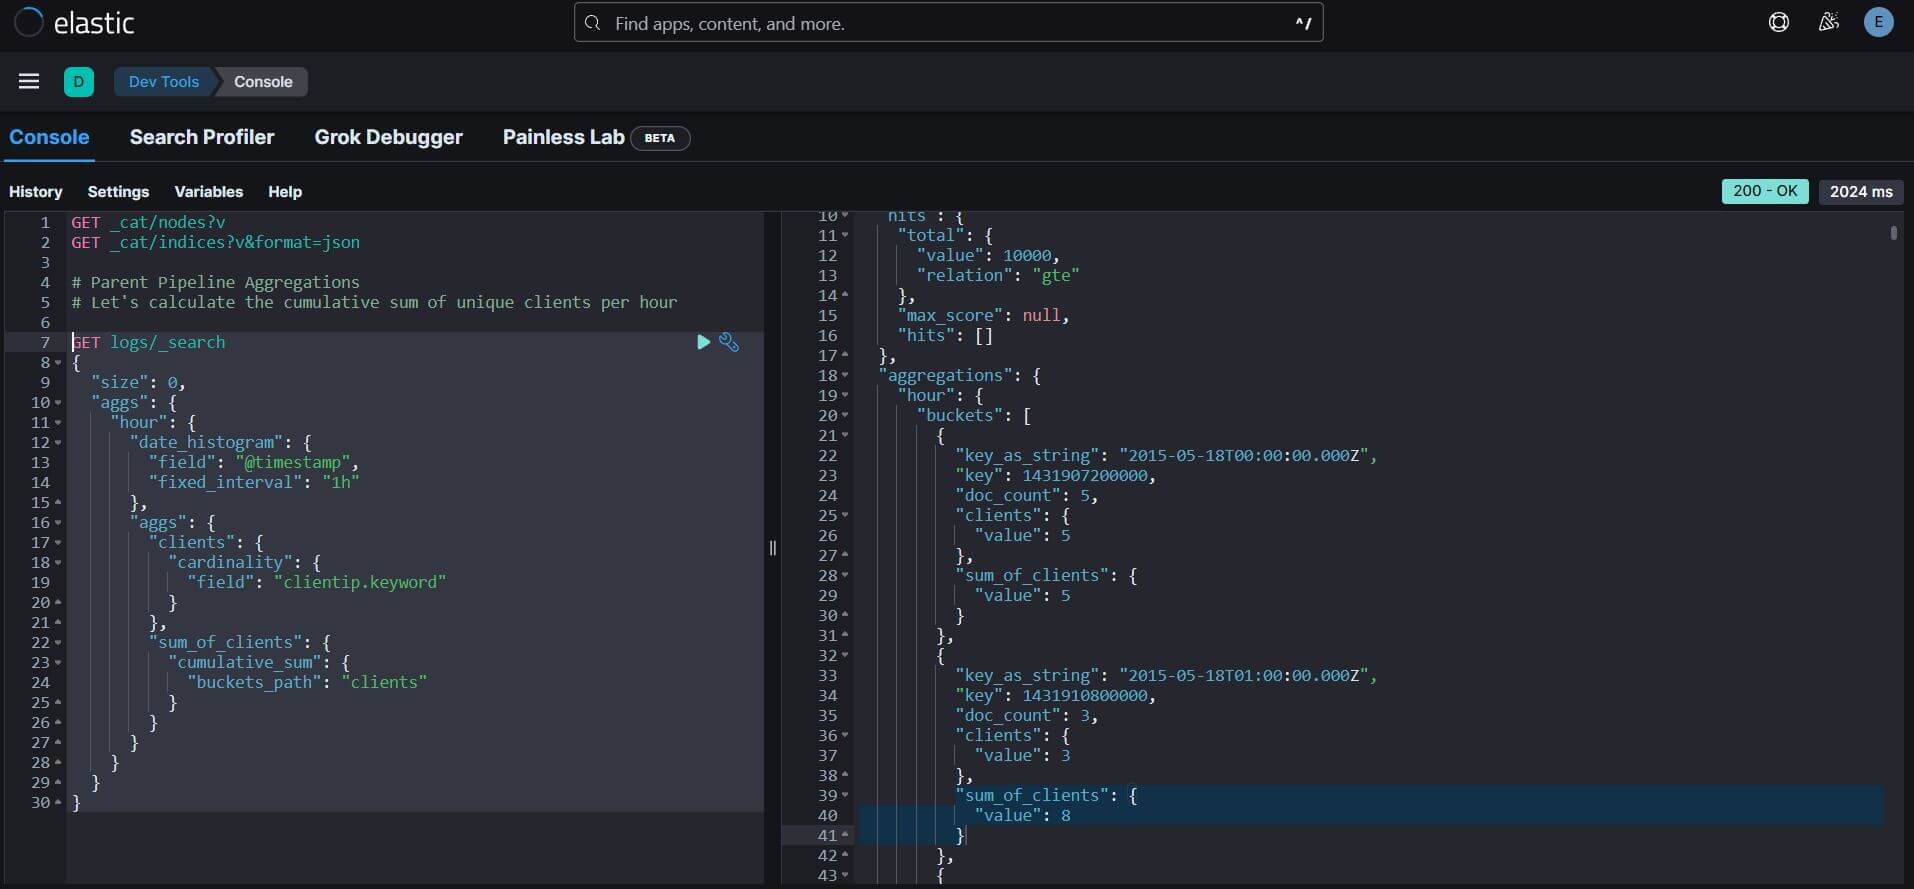 elastic
Find apps, content, and more.
^/
E
D
Dev Tools
Console
Console
Search Profiler
Grok Debugger
Painless Lab
BETA
History
Settings
Variables
Help
200 - OK
2024 ms
1 GET _cat/nodes?v
2 GET _cat/indices?v&format=json
3
4 # Parent Pipeline Aggregations
5 # Let's calculate the cumulative sum of unique clients per hour
6
7 GET logs/_search
8 {
9 "size": 0,
10 "aggs": {
11 "hour": {
12 "date_histogram": {
13 "field": "@timestamp",
14 "fixed_interval": "1h"
15 },
16 "aggs": {
17 "clients": {
18 "cardinality": {
19 "field": "clientip.keyword"
20 }
21 },
22 "sum_of_clients": {
23 "cumulative_sum": {
24 "buckets_path": "clients"
25 }
26 }
27 }
28 }
29 }
30 }
10 "hits": {
11 "total": {
12 "value": 10000,
13 "relation": "gte"
14 },
15 "max_score": null,
16 "hits": []
17 },
18 "aggregations": {
19 "hour": {
20 "buckets": [
21 {
22 "key_as_string": "2015-05-18T00:00:00.000Z",
23 "key": 1431907200000,
24 "doc_count": 5,
25 "clients": {
26 "value": 5
27 },
28 "sum_of_clients": {
29 "value": 5
30 }
31 },
32 {
33 "key_as_string": "2015-05-18T01:00:00.000Z",
34 "key": 1431910800000,
35 "doc_count": 3,
36 "clients": {
37 "value": 3
38 },
39 "sum_of_clients": {
40 "value": 8
41 }
42 },
43 {